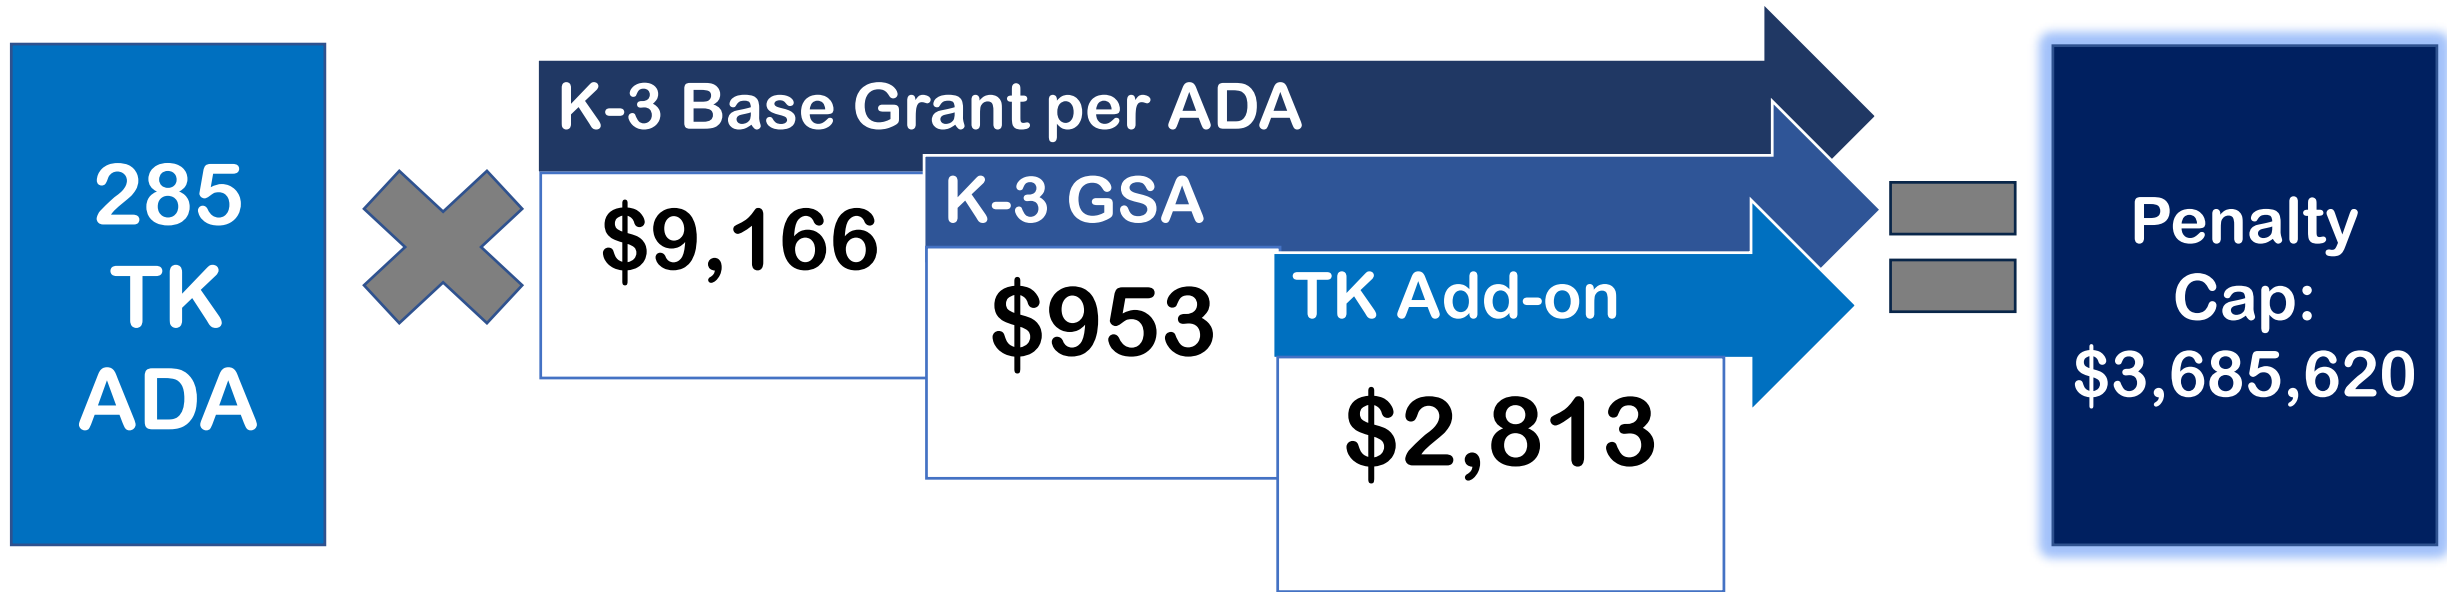 285
TK
ADA
K-3 Base Grant per ADA
$9,166
K-3 GSA
$953
TK Add-on
$2,813
Penalty
Cap:
$3,685,620